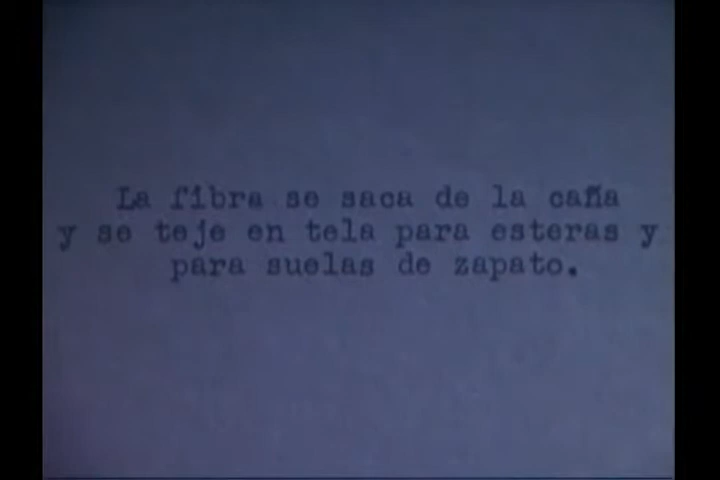 La fibra se saca de la caña
y se teje en tela para esteras y
para suelas de zapato.